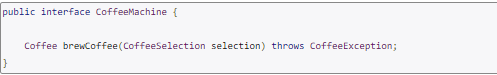 public interface CoffeeMachine {
Coffee brewCoffee(CoffeeSelection selection) throws CoffeeException;
}